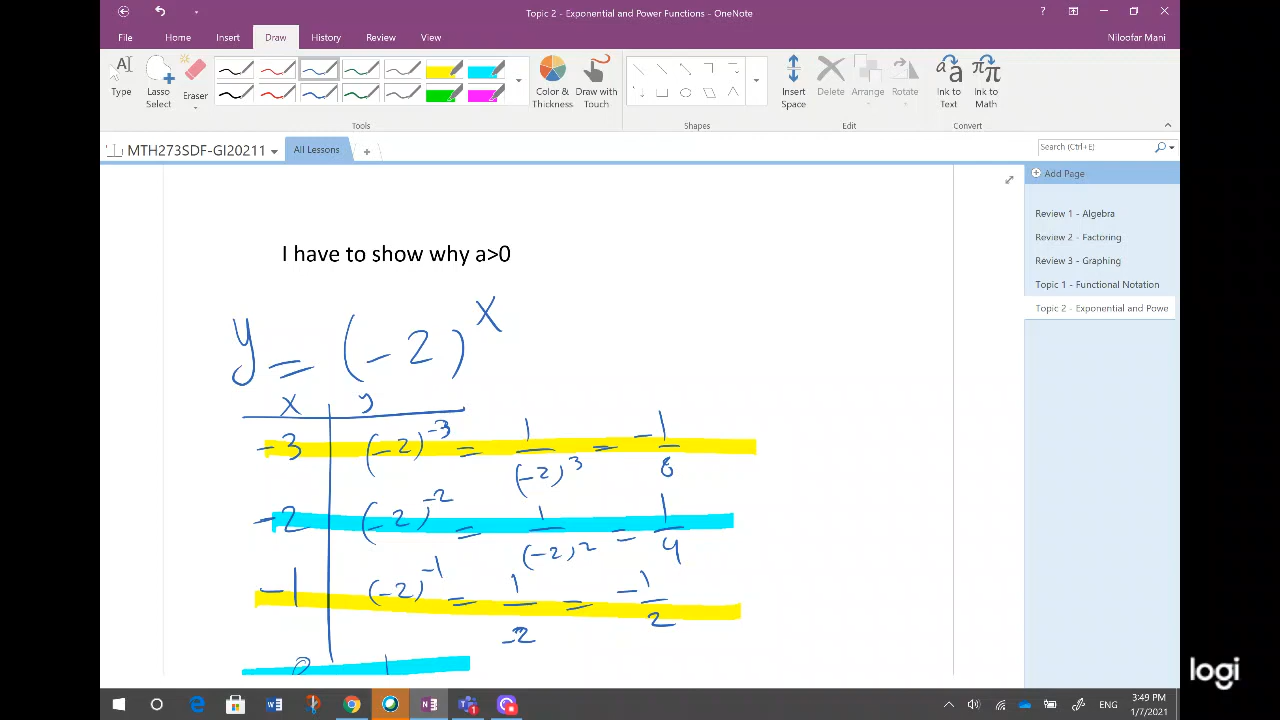 Topic 2 - Exponential and Power Functions - OneNote
?
File Home Insert Draw History Review View
Niloofar Mani
Type
Lasso Select
Eraser
Color & Thickness
Draw with Touch
Insert Space
Delete
Arrange
Rotate
Ink to Text
Ink to Math
Tools Shapes Edit Convert
MTH273SDF-GI20211
All Lessons
Search (Ctrl+E)
Add Page
Review 1 - Algebra
Review 2 - Factoring
Review 3 - Graphing
Topic 1 - Functional Notation
Topic 2 - Exponential and Powe
I have to show why a>0
y = (-2)^x
x y
-3 (-2)^-3 = 1/(-2)^3 = -1/8
-2 (-2)^-2 = 1/(-2)^2 = 1/4
-1 (-2)^-1 = 1/-2 = -1/2
logi
ENG
3:49 PM
1/7/2021